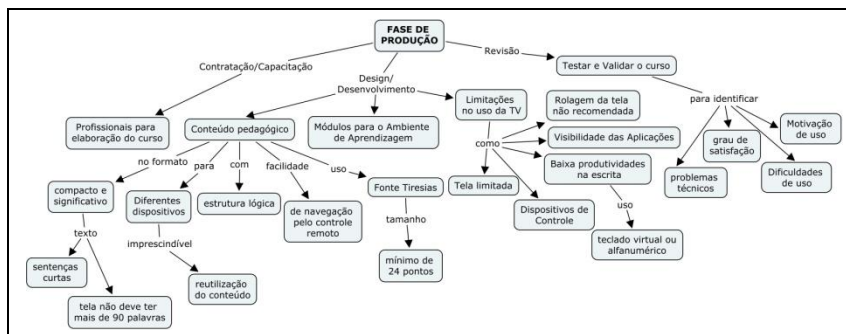 FASE DE
PRODUÇÃO
Contratação/Capacitação
Design/
Desenvolvimento
Revisão
Profissionais para
elaboração do curso
Conteúdo pedagógico
Módulos para o Ambiente
de Aprendizagem
Limitações
no uso da TV
Testar e Validar o curso
no formato
para
com
facilidade
uso
compacto e
significativo
Diferentes
dispositivos
estrutura lógica
de navegação
pelo controle
remoto
Fonte Tiresias
texto
imprescindível
tamanho
sentenças
curtas
tela não deve ter
mais de 90 palavras
reutilização
do conteúdo
mínimo de
24 pontos
como
Rolagem da tela
não recomendada
Visibilidade das Aplicações
Baixa produtividades
na escrita
Tela limitada
Dispositivos de
Controle
uso
teclado virtual ou
alfanumérico
para identificar
problemas
técnicos
grau de
satisfação
Motivação
de uso
Dificuldades
de uso